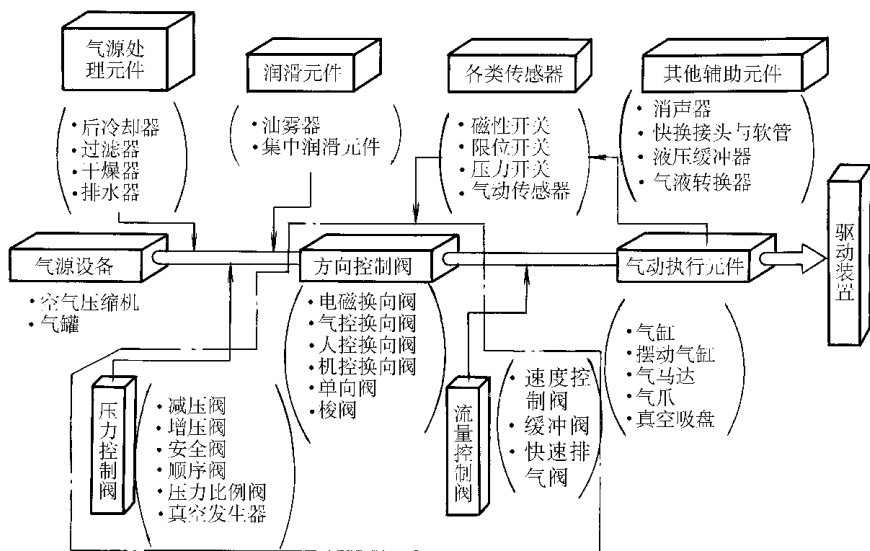 气源处
理元件
• 后冷却器
• 过滤器
• 干燥器
• 排水器
润滑元件
• 油雾器
• 集中润滑元件
各类传感器
• 磁性开关
• 限位开关
• 压力开关
• 气动传感器
其他辅助元件
• 消声器
• 快换接头与软管
• 液压缓冲器
• 气液转换器
气源设备
• 空气压缩机
• 气罐
方向控制阀
• 电磁换向阀
• 气控换向阀
• 人控换向阀
• 机控换向阀
• 单向阀
• 梭阀
气动执行元件
• 气缸
• 摆动气缸
• 气马达
• 气爪
• 真空吸盘
驱动装置
压力控制阀
• 减压阀
• 增压阀
• 安全阀
• 顺序阀
• 压力比例阀
• 真空发生器
流量控制阀
• 速度控
制阀
• 缓冲阀
• 快速排
气阀